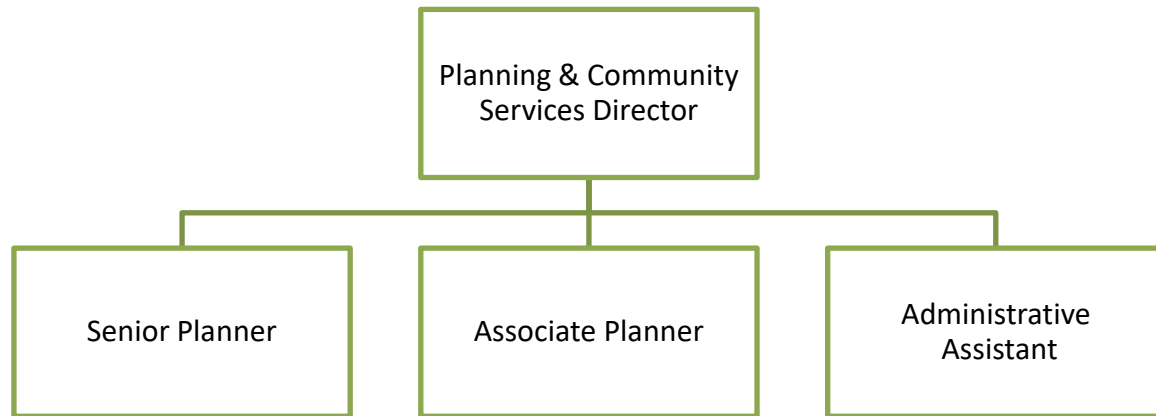 Planning & Community
Services Director
Senior Planner
Associate Planner
Administrative
Assistant